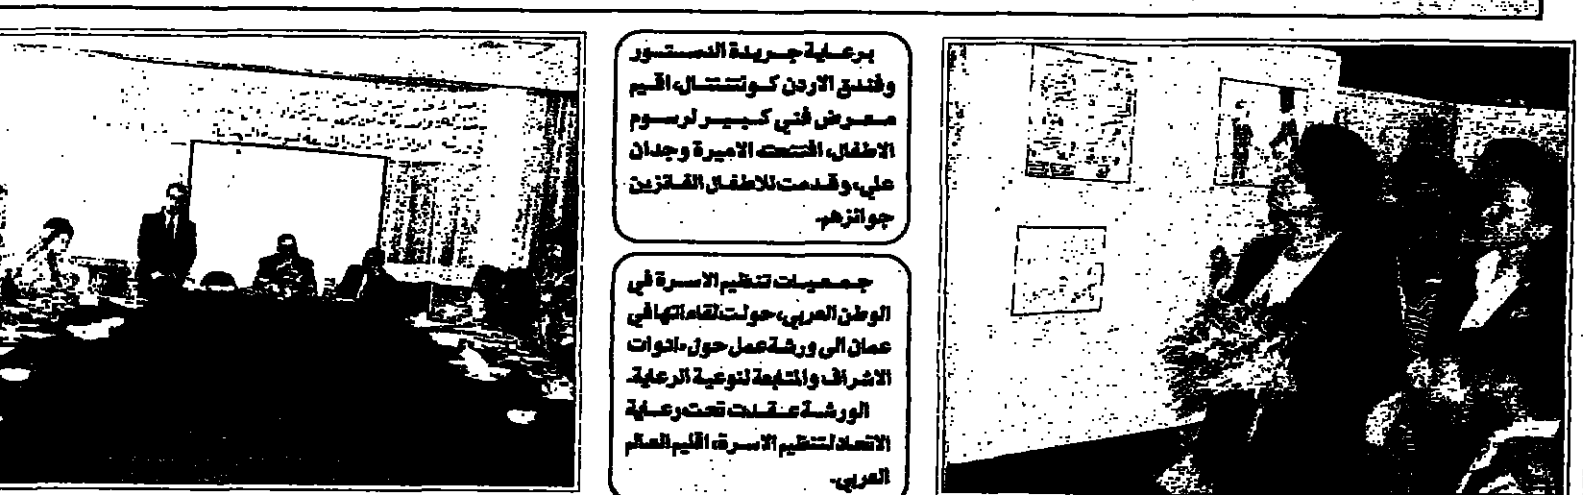 برعاية جريدة الدستور
وفندق الاردن كونتننتال، اقيم
معرض فني كبير لرسوم
الاطفال، افتتحته الاميرة وجدان
علي، وقدمت للاطفال الفائزين
جوائزهم.
جمعيات تنظيم الاسرة في
الوطن العربي، حولت لقاءاتها في
عمان الى ورشة عمل حول، ادوات
الاشراف والمتابعة لنوعية الرعاية.
الورشة عقدت تحت رعاية
الاتحاد لتنظيم الاسرة، اقليم العالم
العربي.